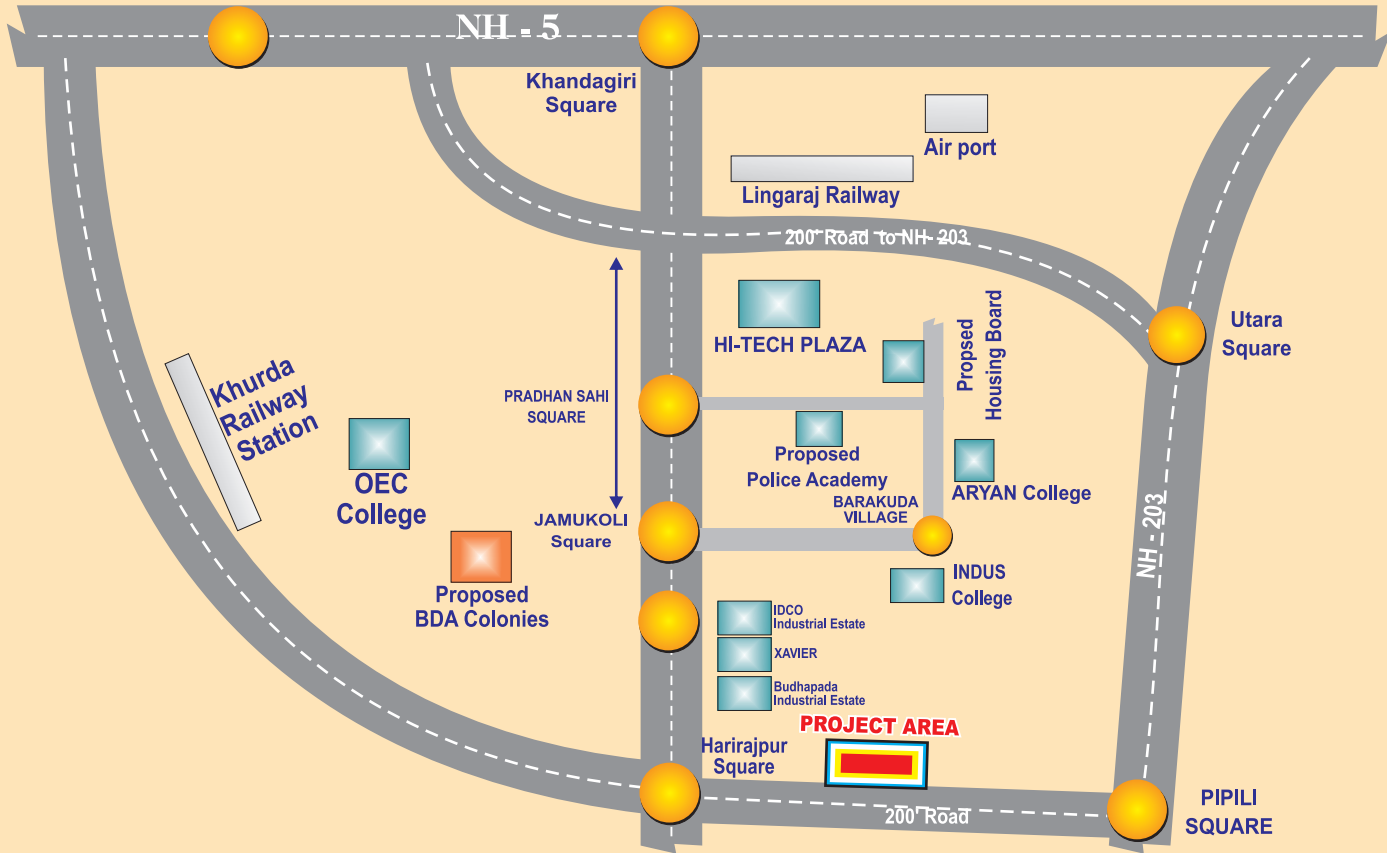 NH - 5
Khandagiri
Square
Air port
Lingaraj Railway
200' Road to NH- 203
HI-TECH PLAZA
Propsed
Housing Board
Utara
Square
Khurda
Railway
Station
PRADHAN SAHI
SQUARE
OEC
College
Proposed
Police Academy
ARYAN College
BARAKUDA
VILLAGE
JAMUKOLI
Square
NH - 203
Proposed
BDA Colonies
INDUS
College
IDCO
Industrial Estate
XAVIER
Budhapada
Industrial Estate
PROJECT AREA
Harirajpur
Square
200' Road
PIPILI
SQUARE